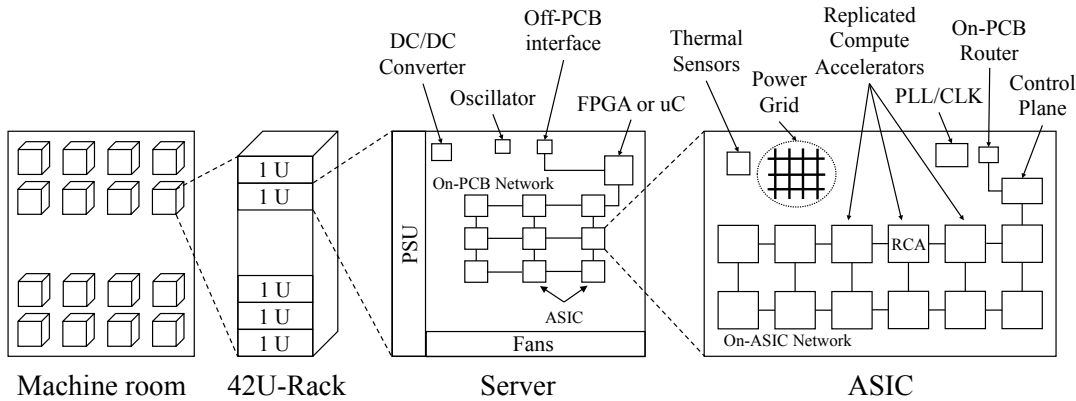 Machine room
1 U
1 U
1 U
1 U
1 U
42U-Rack
DC/DC
Converter
Oscillator
Off-PCB
interface
FPGA or uC
On-PCB Network
PSU
ASIC
Fans
Server
Thermal
Sensors
Power
Grid
Replicated
Compute
Accelerators
PLL/CLK
On-PCB
Router
Control
Plane
RCA
On-ASIC Network
ASIC